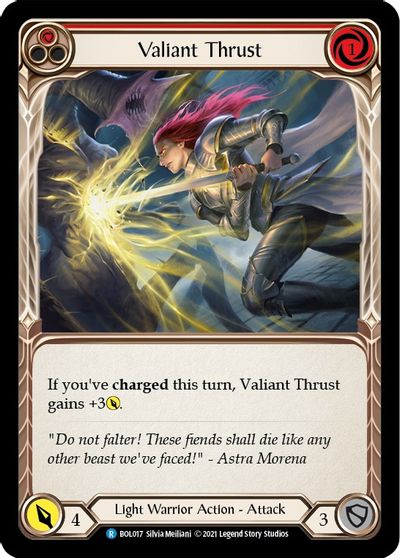 Valiant Thrust
1
If you've charged this turn, Valiant Thrust
gains +3.
"Do not falter! These fiends shall die like any
other beast we've faced!" - Astra Morena
4
Light Warrior Action - Attack
3
R BOL017 Silvia Meiliani © 2021 Legend Story Studios